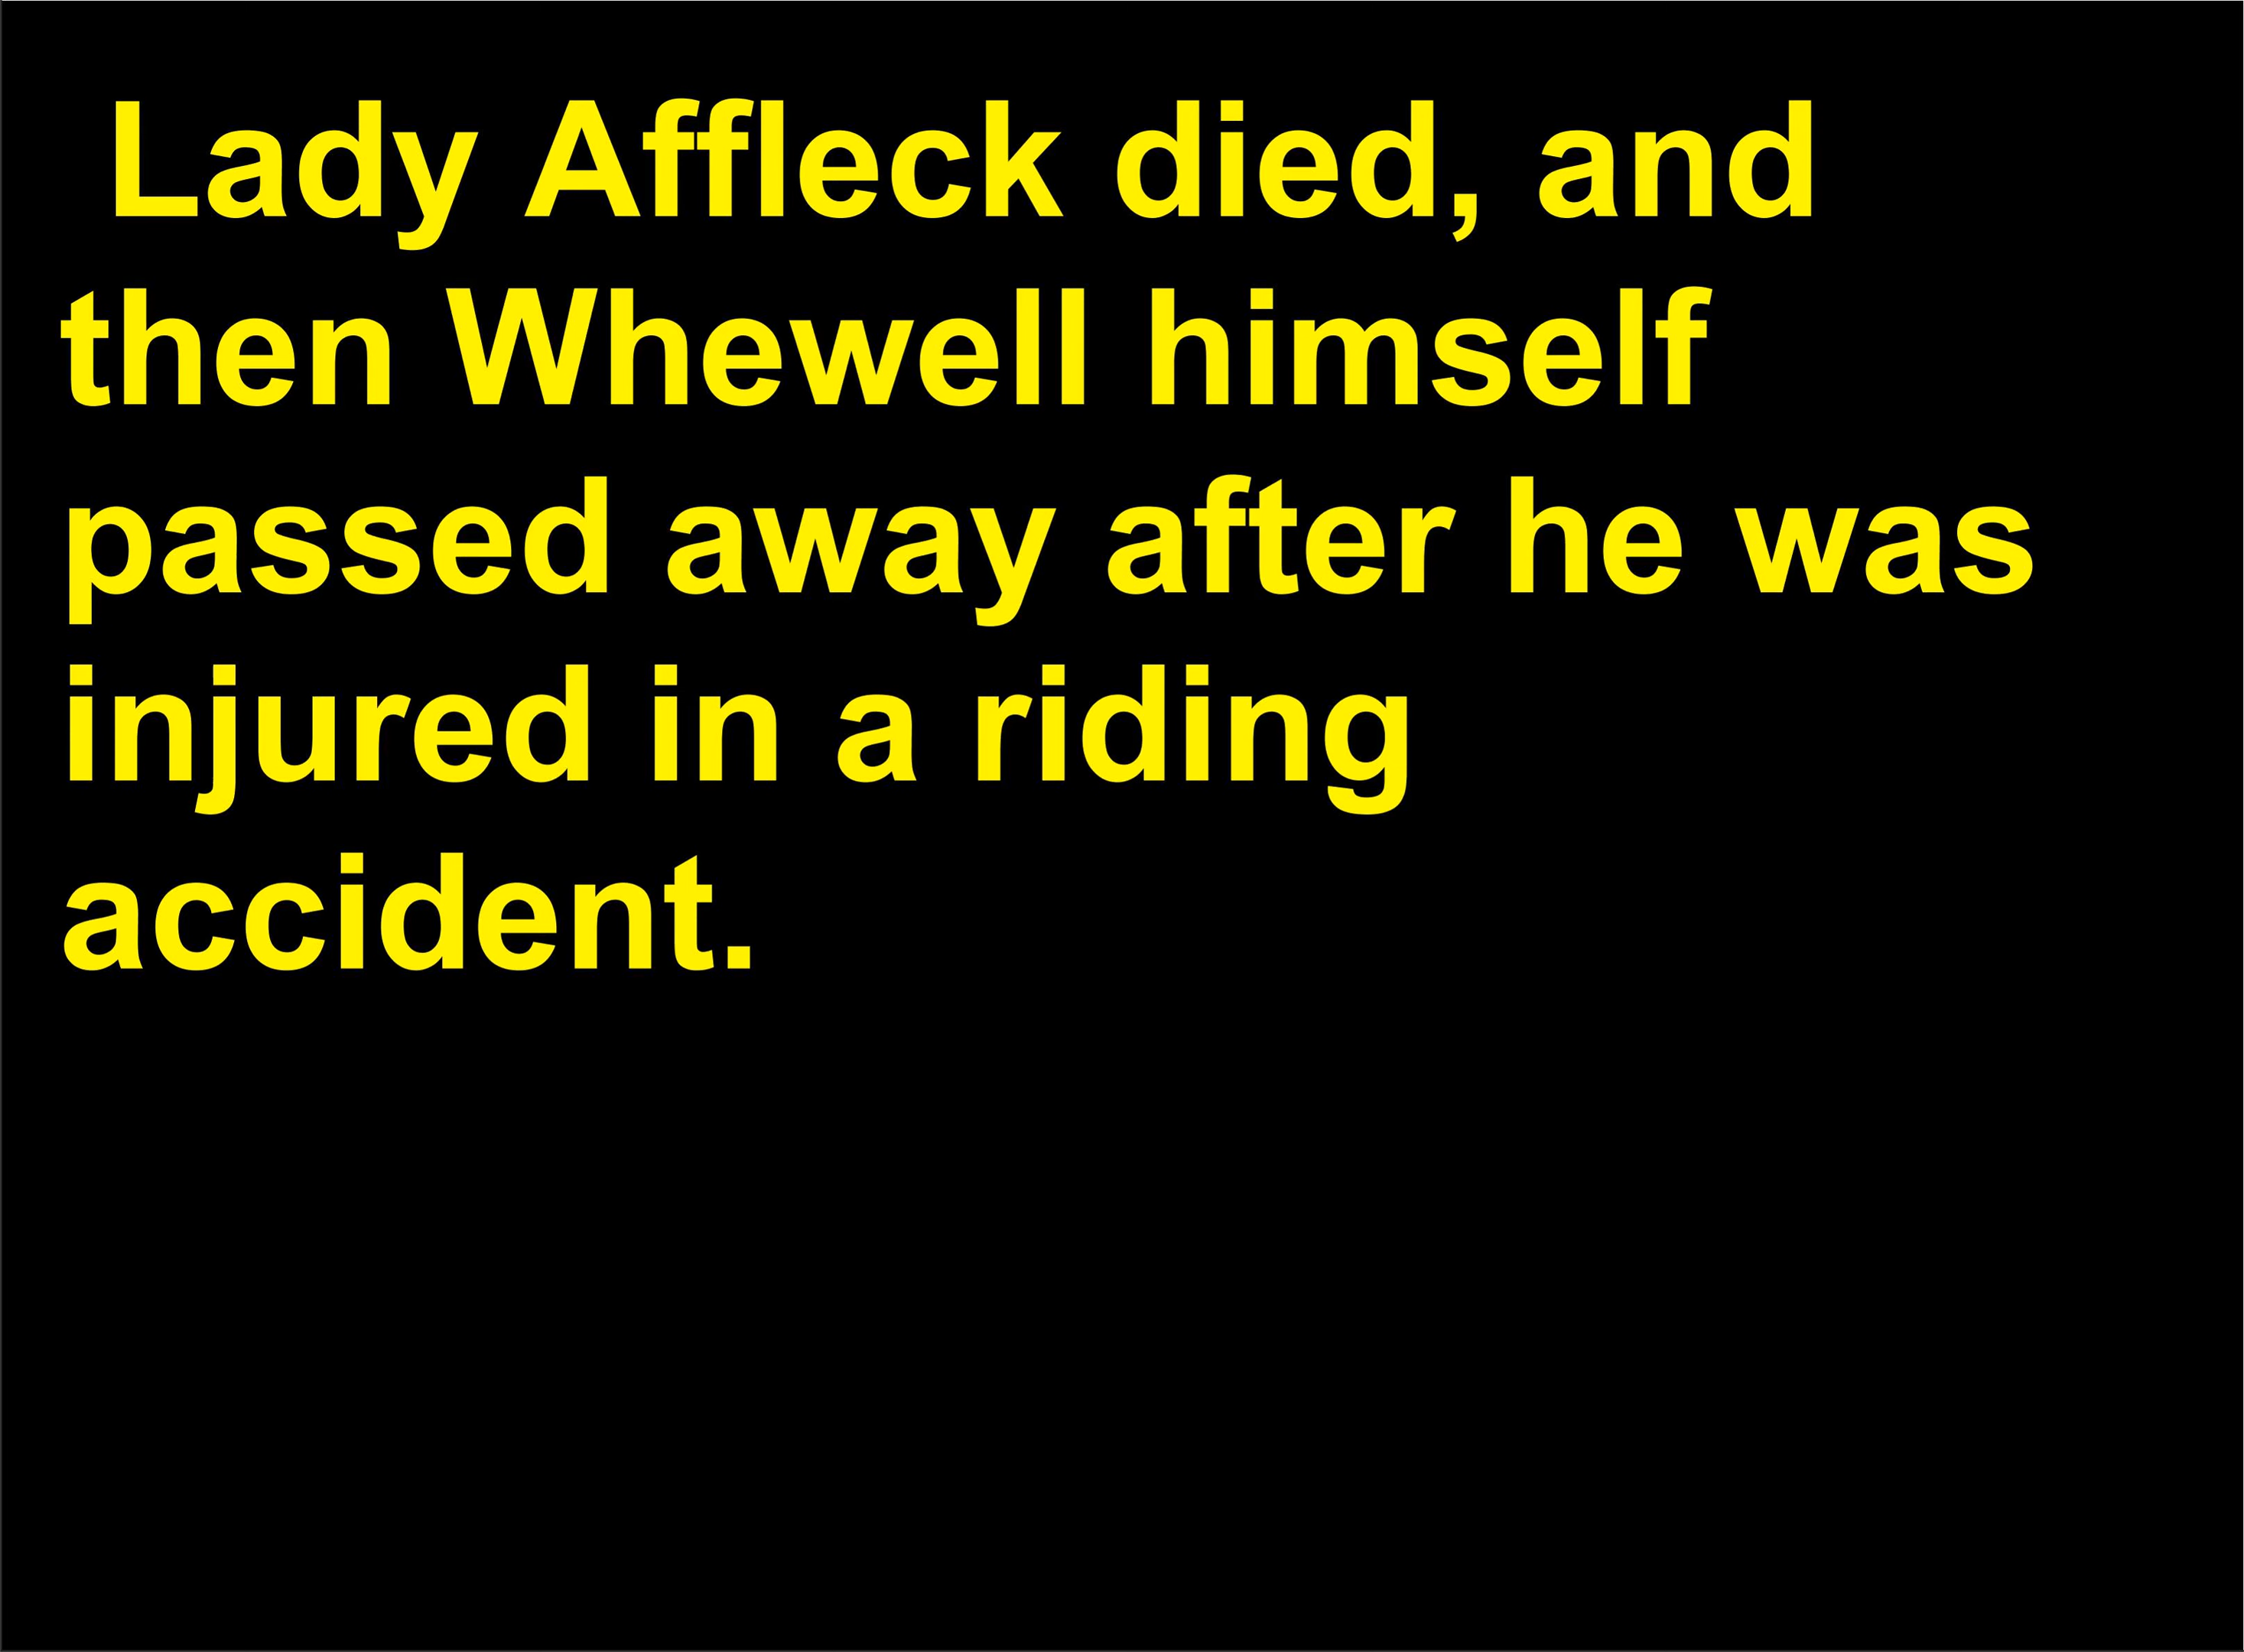 Lady Affleck died, and
then Whewell himself
passed away after he was
injured in a riding
accident.